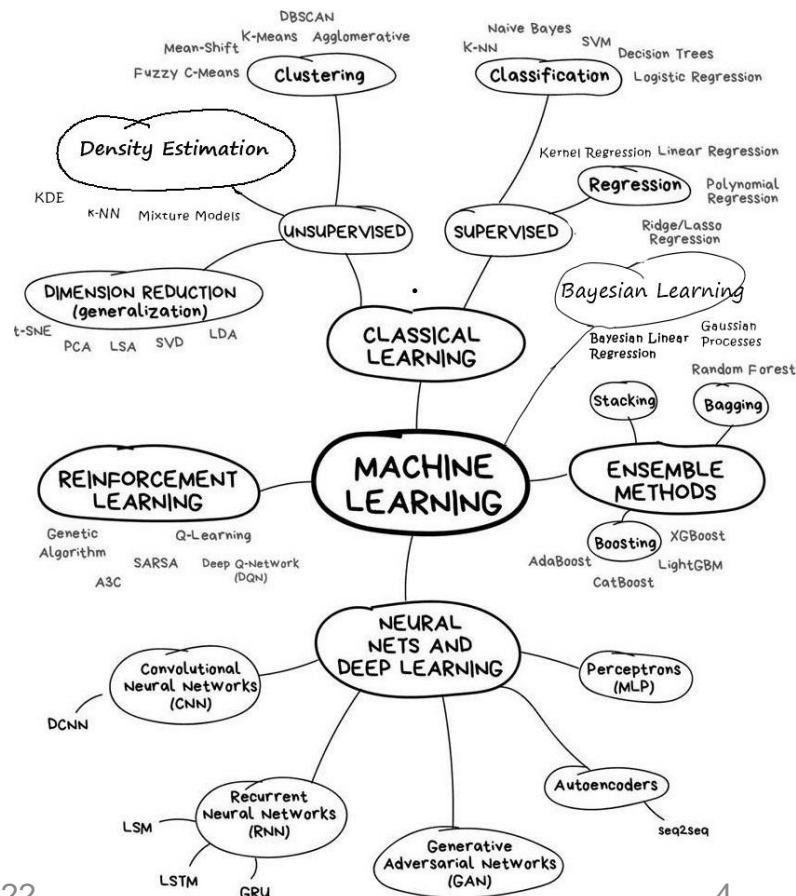 DBSCAN
K-Means Agglomerative
Mean-Shift
Fuzzy C-Means
Clustering
Naive Bayes
K-NN
SVM
Decision Trees
Classification
Logistic Regression
Density Estimation
KDE
K-NN
Mixture Models
UNSUPERVISED
SUPERVISED
Kernel Regression Linear Regression
Regression
Polynomial
Regression
Ridge/Lasso
Regression
DIMENSION REDUCTION
(generalization)
t-SNE
PCA
LSA
SVD
LDA
CLASSICAL
LEARNING
Bayesian Learning
Bayesian Linear
Regression
Gaussian
Processes
Random Forest
Stacking
Bagging
REINFORCEMENT
LEARNING
MACHINE
LEARNING
ENSEMBLE
METHODS
Genetic
Algorithm
Q-Learning
SARSA
Deep Q-Network
(DQN)
A3C
Boosting
XGBoost
AdaBoost
LightGBM
CatBoost
NEURAL
NETS AND
DEEP LEARNING
Convolutional
Neural Networks
(CNN)
DCNN
Perceptrons
(MLP)
Recurrent
Neural Networks
(RNN)
LSM
LSTM
GRU
Autoencoders
seq2seq
Generative
Adversarial Networks
(GAN)
22
4